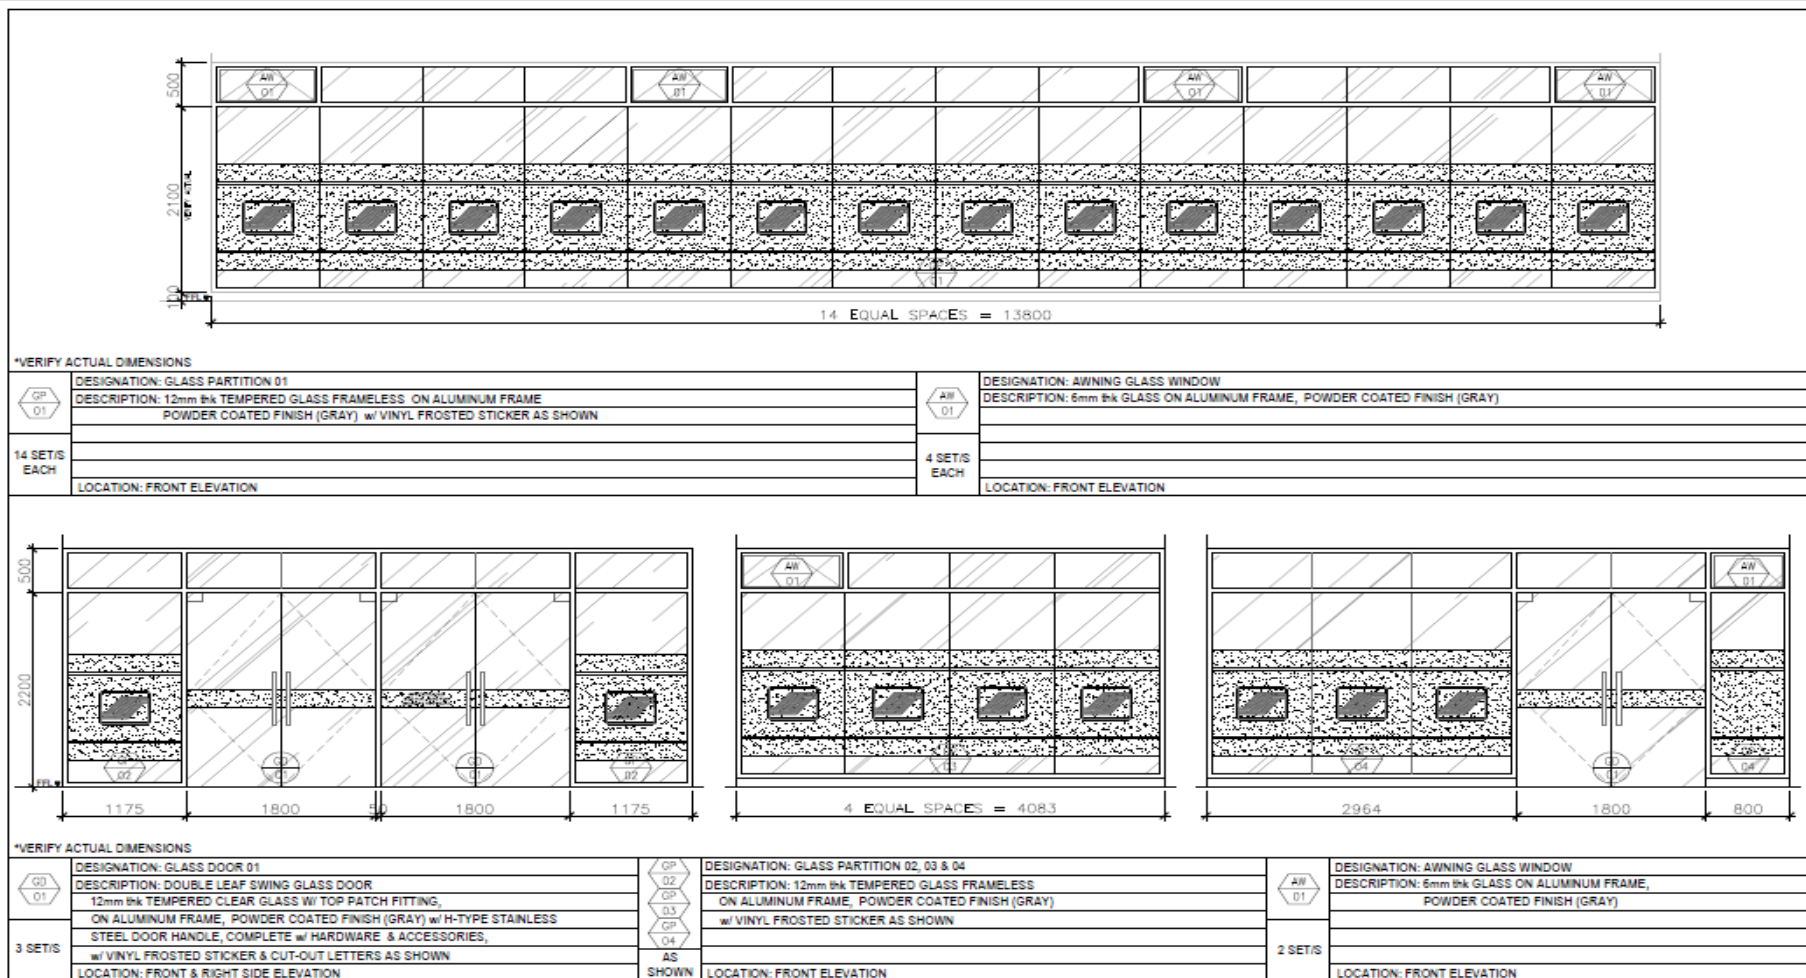 AW
01
AW
01
AW
01
AW
01
500
2100
VERIFY ACTUAL
100
FFL
01
14 EQUAL SPACES = 13800
*VERIFY ACTUAL DIMENSIONS
GP
01
DESIGNATION: GLASS PARTITION 01
DESCRIPTION: 12mm thk TEMPERED GLASS FRAMELESS ON ALUMINUM FRAME
POWDER COATED FINISH (GRAY) w/ VINYL FROSTED STICKER AS SHOWN
14 SET/S
EACH
LOCATION: FRONT ELEVATION
AW
01
DESIGNATION: AWNING GLASS WINDOW
DESCRIPTION: 6mm thk GLASS ON ALUMINUM FRAME, POWDER COATED FINISH (GRAY)
4 SET/S
EACH
LOCATION: FRONT ELEVATION
500
2200
FFL
02
GD
01
GD
01
02
1175
1800
50
1800
1175
AW
01
03
4 EQUAL SPACES = 4083
AW
01
04
GD
01
04
2964
1800
800
*VERIFY ACTUAL DIMENSIONS
GD
01
DESIGNATION: GLASS DOOR 01
DESCRIPTION: DOUBLE LEAF SWING GLASS DOOR
12mm thk TEMPERED CLEAR GLASS W/ TOP PATCH FITTING,
ON ALUMINUM FRAME, POWDER COATED FINISH (GRAY) w/ H-TYPE STAINLESS
STEEL DOOR HANDLE, COMPLETE w/ HARDWARE & ACCESSORIES,
w/ VINYL FROSTED STICKER & CUT-OUT LETTERS AS SHOWN
3 SET/S
LOCATION: FRONT & RIGHT SIDE ELEVATION
GP
02
GP
03
GP
04
AS
SHOWN
DESIGNATION: GLASS PARTITION 02, 03 & 04
DESCRIPTION: 12mm thk TEMPERED GLASS FRAMELESS
ON ALUMINUM FRAME, POWDER COATED FINISH (GRAY)
w/ VINYL FROSTED STICKER AS SHOWN
LOCATION: FRONT ELEVATION
AW
01
DESIGNATION: AWNING GLASS WINDOW
DESCRIPTION: 6mm thk GLASS ON ALUMINUM FRAME,
POWDER COATED FINISH (GRAY)
2 SET/S
LOCATION: FRONT ELEVATION